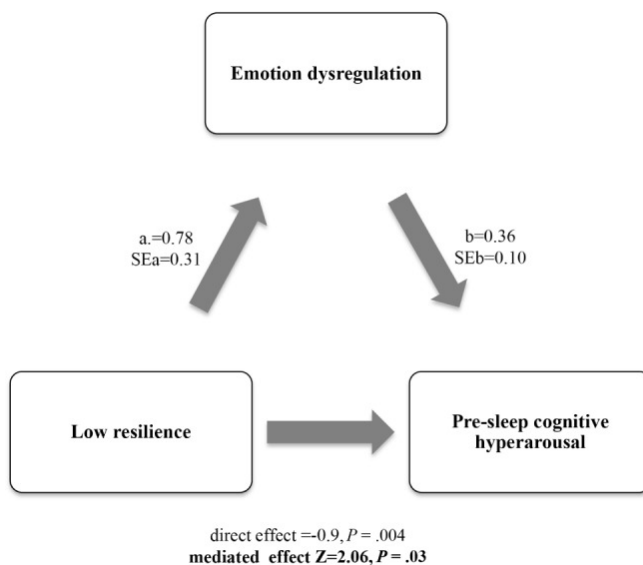 Emotion dysregulation
a.=0.78
SEa=0.31
b=0.36
SEb=0.10
Low resilience
Pre-sleep cognitive
hyperarousal
direct effect =-0.9, P = .004
mediated effect Z=2.06, P = .03